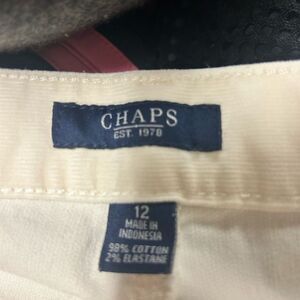 CHAPS
EST. 1978
12
MADE IN
INDONESIA
98% COTTON
2% ELASTANE